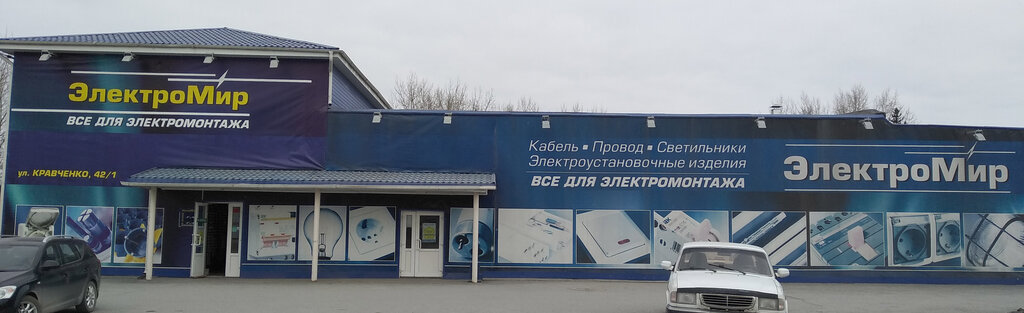 ЭлектроМир
ВСЕ ДЛЯ ЭЛЕКТРОМОНТАЖА
ул. КРАВЧЕНКО, 42/1
Кабель ▪ Провод ▪ Светильники
Электроустановочные изделия
ВСЕ ДЛЯ ЭЛЕКТРОМОНТАЖА
ЭлектроМир